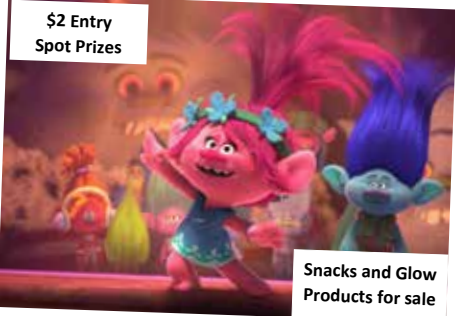 $2 Entry
Spot Prizes
Snacks and Glow
Products for sale